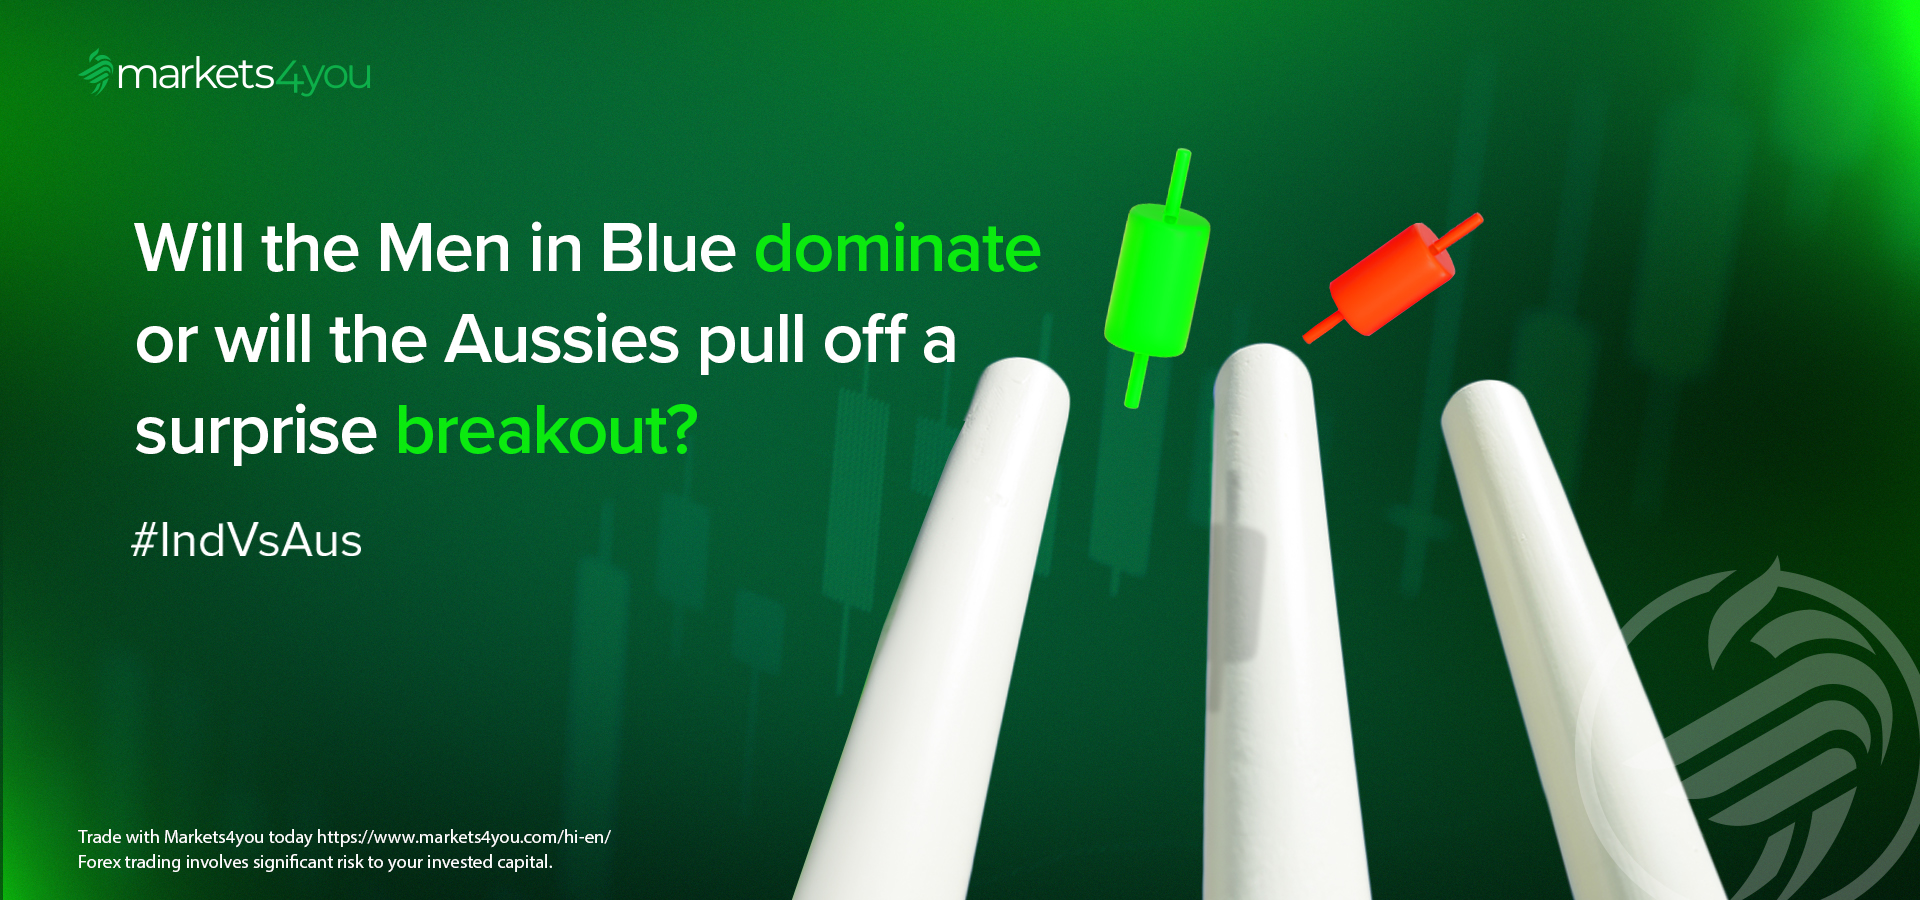 markets4you
Will the Men in Blue dominate
or will the Aussies pull off a
surprise breakout?
#IndVsAus
Trade with Markets4you today https://www.markets4you.com/hi-en/
Forex trading involves significant risk to your invested capital.